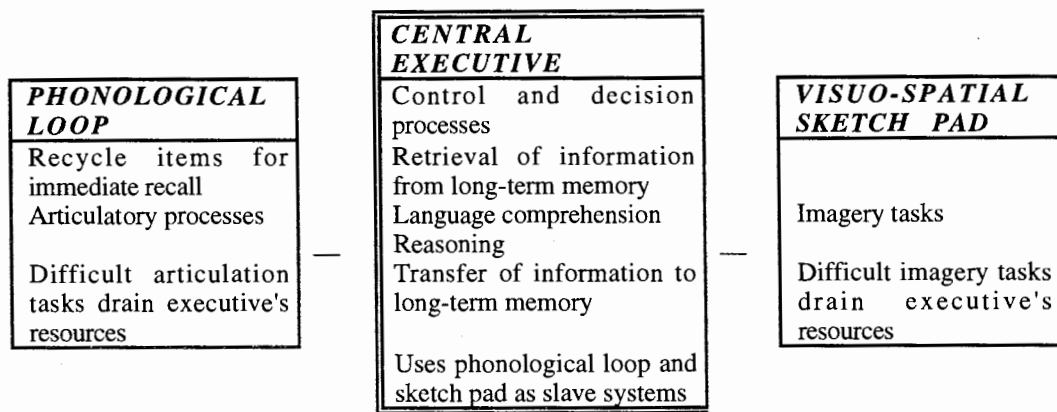 PHONOLOGICAL
LOOP
Recycle items for
immediate recall
Articulatory processes
Difficult articulation
tasks drain executive's
resources
CENTRAL
EXECUTIVE
Control and decision
processes
Retrieval of information
from long-term memory
Language comprehension
Reasoning
Transfer of information to
long-term memory
Uses phonological loop and
sketch pad as slave systems
VISUO-SPATIAL
SKETCH PAD
Imagery tasks
Difficult imagery tasks
drain executive's
resources